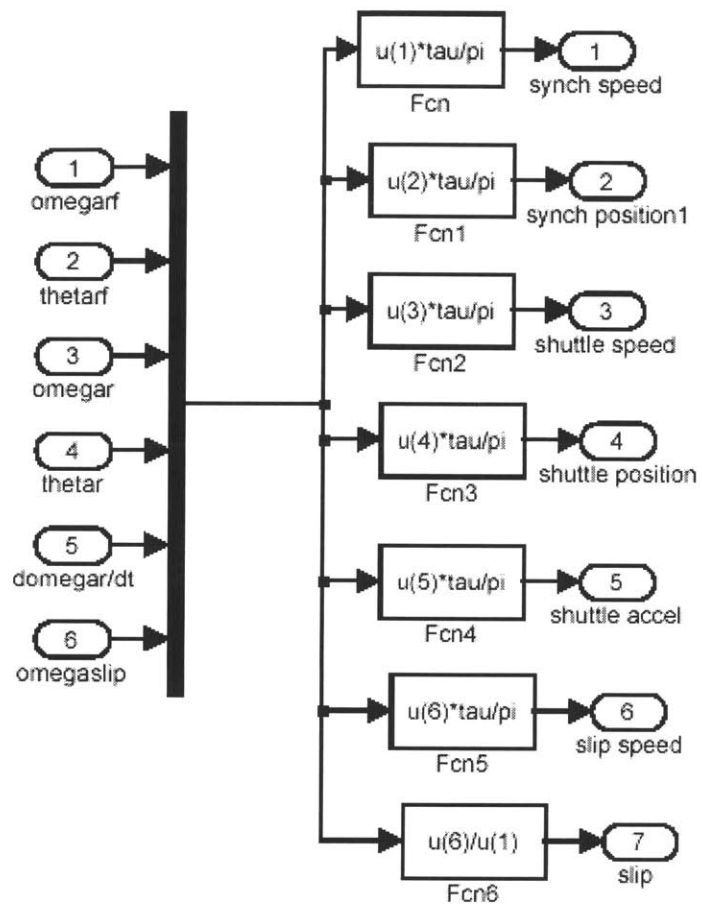 1
omegarf
2
thetarf
3
omegar
4
thetar
5
domegar/dt
6
omegaslip
u(1)*tau/pi
Fcn
1
synch speed
u(2)*tau/pi
Fcn1
2
synch position1
u(3)*tau/pi
Fcn2
3
shuttle speed
u(4)*tau/pi
Fcn3
4
shuttle position
u(5)*tau/pi
Fcn4
5
shuttle accel
u(6)*tau/pi
Fcn5
6
slip speed
u(6)/u(1)
Fcn6
7
slip